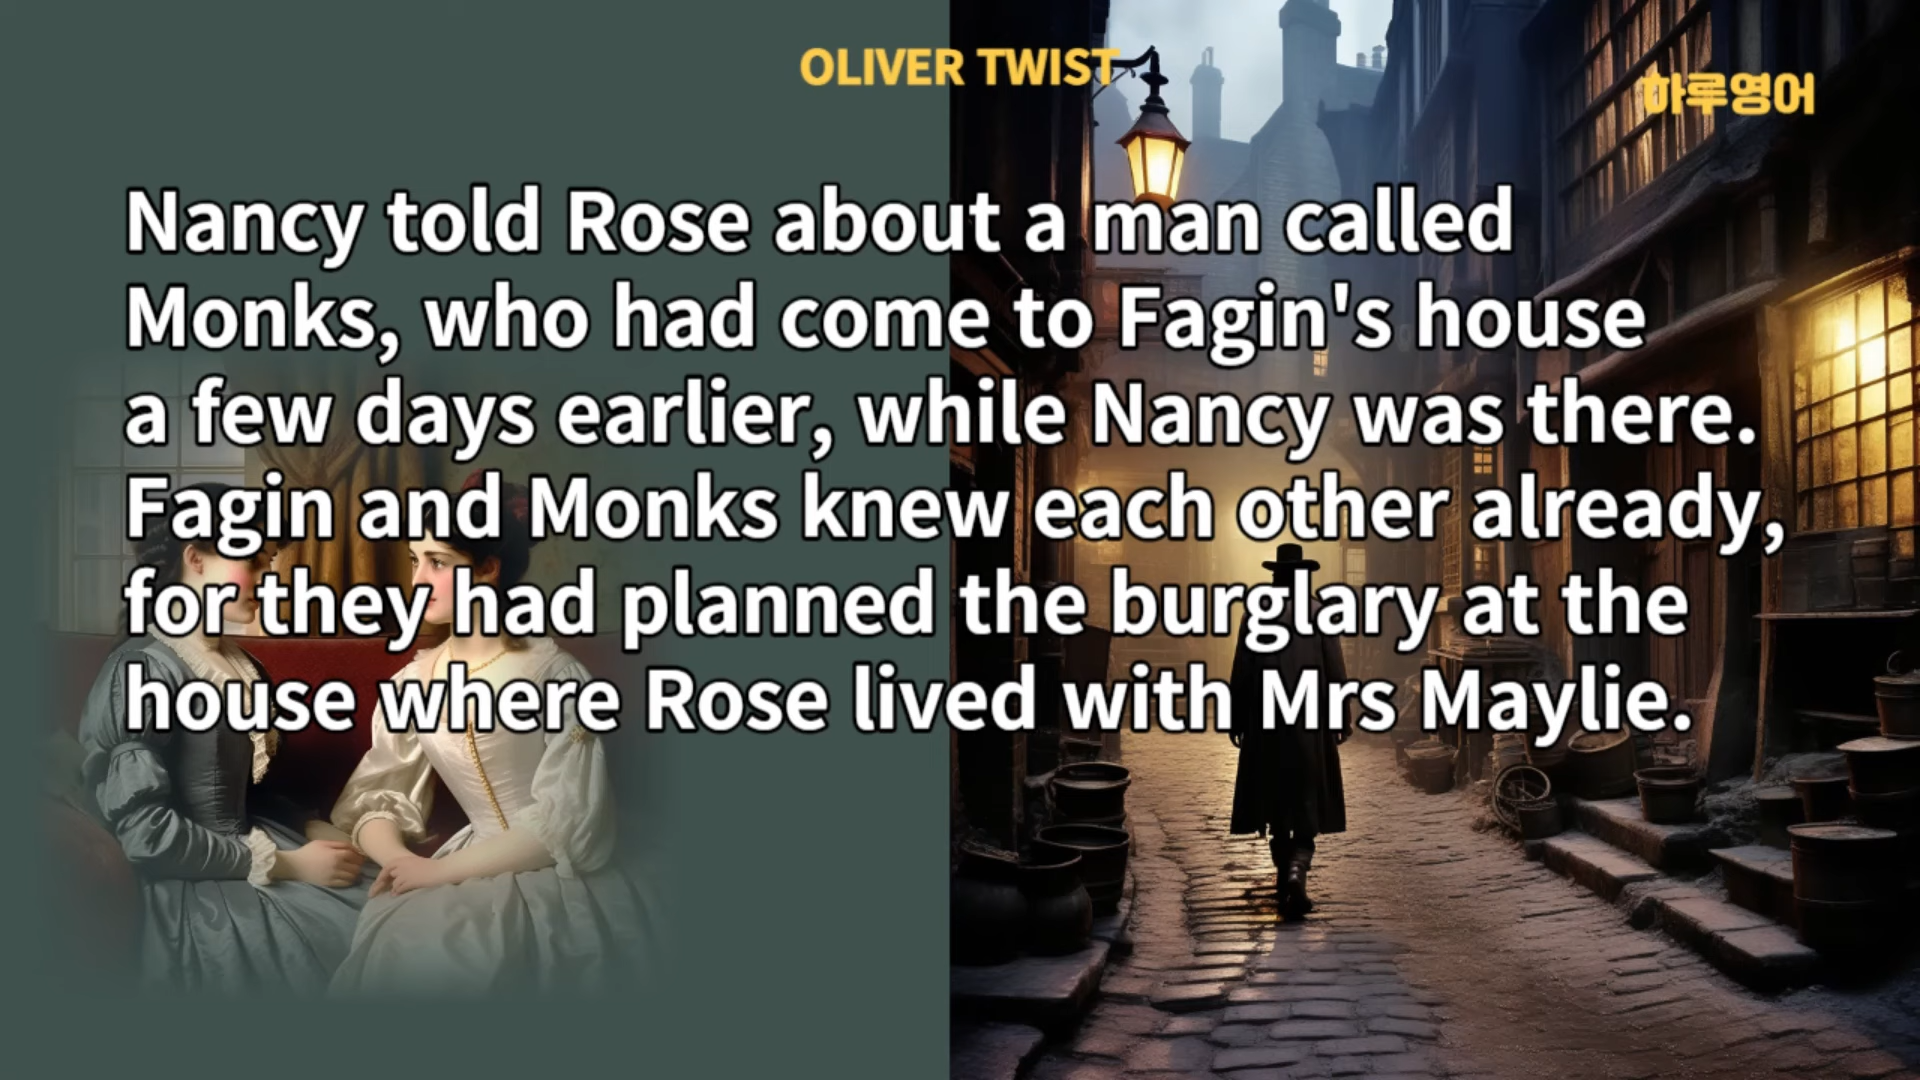 OLIVER TWIST
하루영어
Nancy told Rose about a man called
Monks, who had come to Fagin's house
a few days earlier, while Nancy was there.
Fagin and Monks knew each other already,
for they had planned the burglary at the
house where Rose lived with Mrs Maylie.